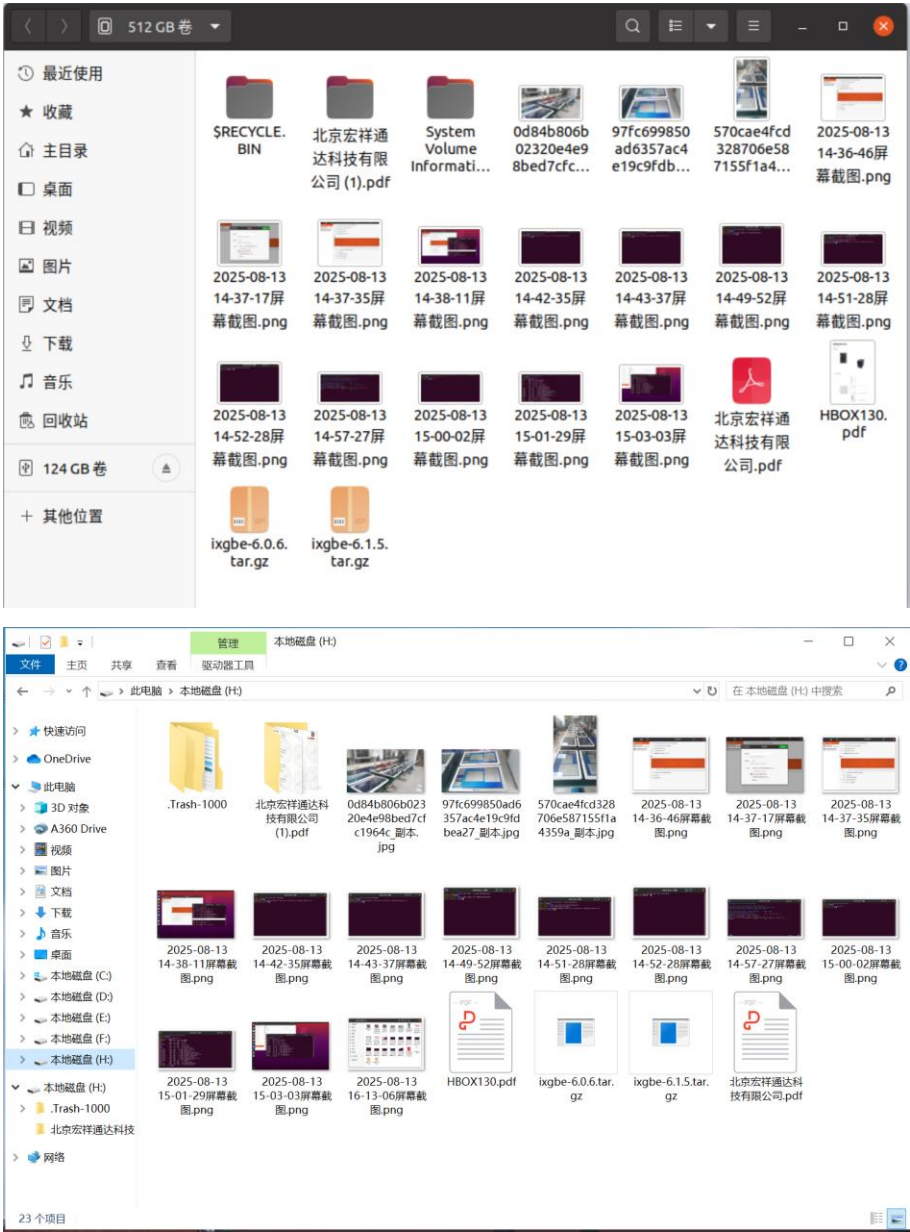 512 GB 卷
最近使用
收藏
主目录
桌面
视频
图片
文档
下载
音乐
回收站
124 GB 卷
其他位置
$RECYCLE.
BIN
北京宏祥通
达科技有限
公司 (1).pdf
System
Volume
Informati...
0d84b806b
02320e4e9
8bed7cfc...
97fc699850
ad6357ac4
e19c9fdb...
570cae4fcd
328706e58
7155f1a4...
2025-08-13
14-36-46屏
幕截图.png
2025-08-13
14-37-17屏
幕截图.png
2025-08-13
14-37-35屏
幕截图.png
2025-08-13
14-38-11屏
幕截图.png
2025-08-13
14-42-35屏
幕截图.png
2025-08-13
14-43-37屏
幕截图.png
2025-08-13
14-49-52屏
幕截图.png
2025-08-13
14-51-28屏
幕截图.png
2025-08-13
14-52-28屏
幕截图.png
2025-08-13
14-57-27屏
幕截图.png
2025-08-13
15-00-02屏
幕截图.png
2025-08-13
15-01-29屏
幕截图.png
2025-08-13
15-03-03屏
幕截图.png
北京宏祥通
达科技有限
公司.pdf
HBOX130.
pdf
ixgbe-6.0.6.
tar.gz
ixgbe-6.1.5.
tar.gz
管理
本地磁盘 (H:)
文件
主页
共享
查看
驱动器工具
此电脑 › 本地磁盘 (H:)
在 本地磁盘 (H:) 中搜索
快速访问
OneDrive
此电脑
3D 对象
A360 Drive
视频
图片
文档
下载
音乐
桌面
本地磁盘 (C:)
本地磁盘 (D:)
本地磁盘 (E:)
本地磁盘 (F:)
本地磁盘 (H:)
本地磁盘 (H:)
.Trash-1000
北京宏祥通达科技
网络
.Trash-1000
北京宏祥通达科
技有限公司
(1).pdf
0d84b806b023
20e4e98bed7cf
c1964c_副本.
jpg
97fc699850ad6
357ac4e19c9fd
bea27_副本.jpg
570cae4fcd328
706e587155f1a
4359a_副本.jpg
2025-08-13
14-36-46屏幕截
图.png
2025-08-13
14-37-17屏幕截
图.png
2025-08-13
14-37-35屏幕截
图.png
2025-08-13
14-38-11屏幕截
图.png
2025-08-13
14-42-35屏幕截
图.png
2025-08-13
14-43-37屏幕截
图.png
2025-08-13
14-49-52屏幕截
图.png
2025-08-13
14-51-28屏幕截
图.png
2025-08-13
14-52-28屏幕截
图.png
2025-08-13
14-57-27屏幕截
图.png
2025-08-13
15-00-02屏幕截
图.png
2025-08-13
15-01-29屏幕截
图.png
2025-08-13
15-03-03屏幕截
图.png
2025-08-13
16-13-06屏幕截
图.png
HBOX130.pdf
ixgbe-6.0.6.tar.
gz
ixgbe-6.1.5.tar.
gz
北京宏祥通达科
技有限公司.pdf
23 个项目